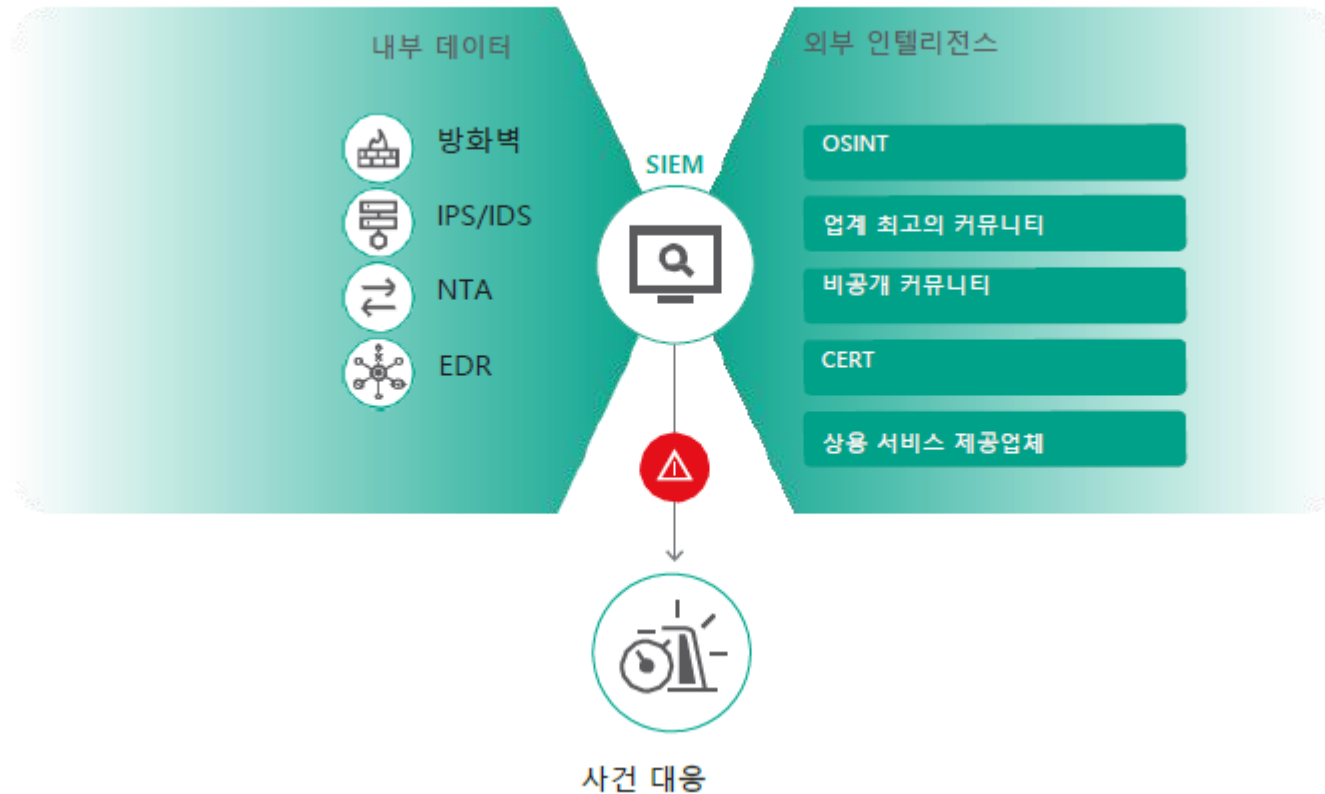 내부 데이터
방화벽
IPS/IDS
NTA
EDR
SIEM
외부 인텔리전스
OSINT
업계 최고의 커뮤니티
비공개 커뮤니티
CERT
상용 서비스 제공업체
사건 대응